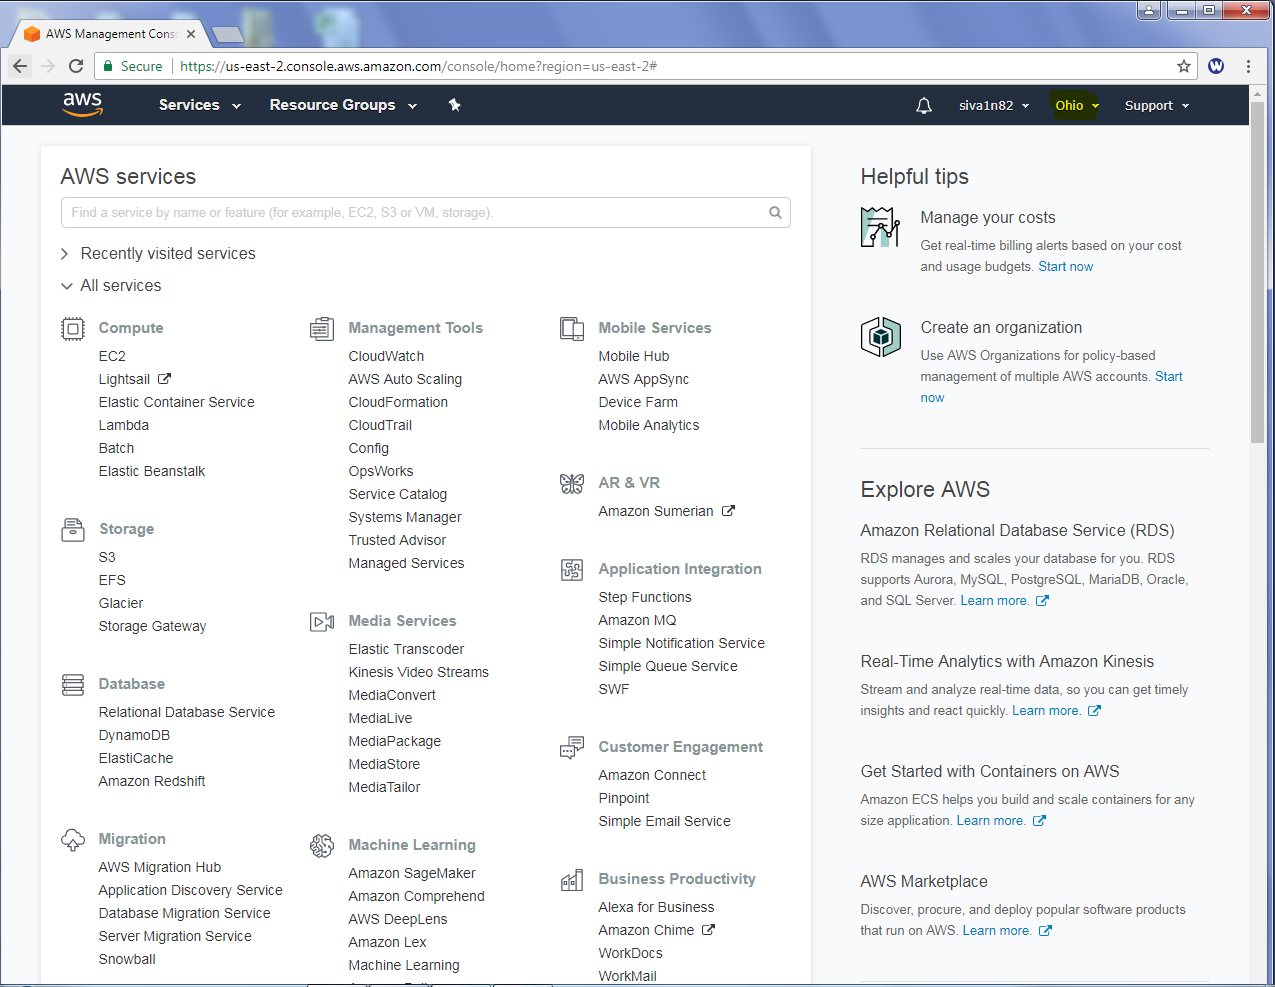 AWS Management Cons
Secure
https://us-east-2.console.aws.amazon.com/console/home?region=us-east-2#
aws
Services
Resource Groups
siva1n82
Ohio
Support
AWS services
Find a service by name or feature (for example, EC2, S3 or VM, storage).
Recently visited services
All services
Compute
EC2
Lightsail
Elastic Container Service
Lambda
Batch
Elastic Beanstalk
Storage
S3
EFS
Glacier
Storage Gateway
Database
Relational Database Service
DynamoDB
ElastiCache
Amazon Redshift
Migration
AWS Migration Hub
Application Discovery Service
Database Migration Service
Server Migration Service
Snowball
Management Tools
CloudWatch
AWS Auto Scaling
CloudFormation
CloudTrail
Config
OpsWorks
Service Catalog
Systems Manager
Trusted Advisor
Managed Services
Media Services
Elastic Transcoder
Kinesis Video Streams
MediaConvert
MediaLive
MediaPackage
MediaStore
MediaTailor
Machine Learning
Amazon SageMaker
Amazon Comprehend
AWS DeepLens
Amazon Lex
Machine Learning
Mobile Services
Mobile Hub
AWS AppSync
Device Farm
Mobile Analytics
AR & VR
Amazon Sumerian
Application Integration
Step Functions
Amazon MQ
Simple Notification Service
Simple Queue Service
SWF
Customer Engagement
Amazon Connect
Pinpoint
Simple Email Service
Business Productivity
Alexa for Business
Amazon Chime
WorkDocs
WorkMail
Helpful tips
Manage your costs
Get real-time billing alerts based on your cost
and usage budgets. Start now
Create an organization
Use AWS Organizations for policy-based
management of multiple AWS accounts. Start
now
Explore AWS
Amazon Relational Database Service (RDS)
RDS manages and scales your database for you. RDS
supports Aurora, MySQL, PostgreSQL, MariaDB, Oracle,
and SQL Server. Learn more.
Real-Time Analytics with Amazon Kinesis
Stream and analyze real-time data, so you can get timely
insights and react quickly. Learn more.
Get Started with Containers on AWS
Amazon ECS helps you build and scale containers for any
size application. Learn more.
AWS Marketplace
Discover, procure, and deploy popular software products
that run on AWS. Learn more.